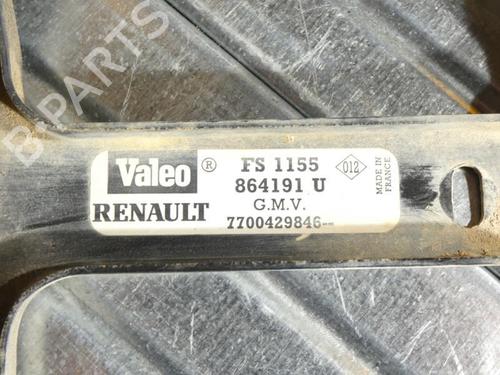 B-PARTS
Valeo ® FS 1155
864191 U
G.M.V.
RENAULT
7700429846--
012
MADE IN
FRANCE